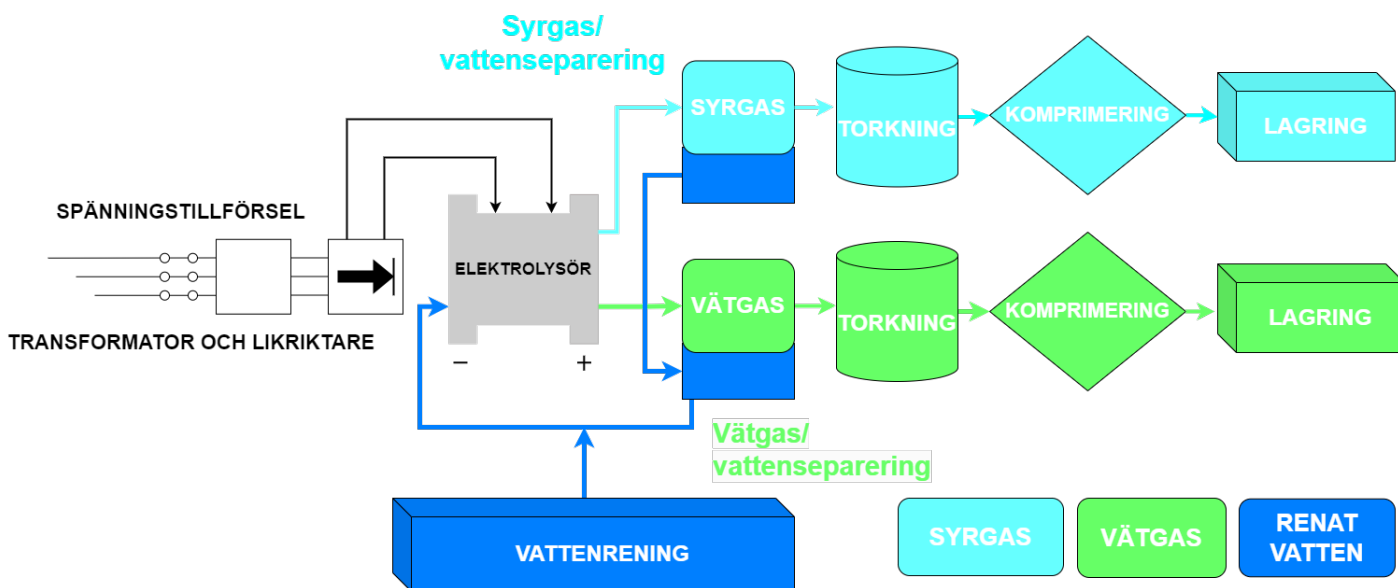 Syrgas/
vattenseparering
SYRGAS
TORKNING
KOMPRIMERING
LAGRING
SPÄNNINGSTILLFÖRSEL
ELEKTROLYSÖR
VÄTGAS
TORKNING
KOMPRIMERING
LAGRING
TRANSFORMATOR OCH LIKRIKTARE
− +
Vätgas/
vattenseparering
VATTENRENING
SYRGAS
VÄTGAS
RENAT
VATTEN